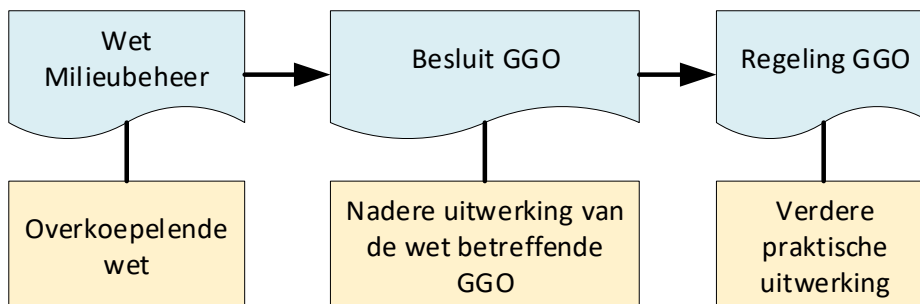 Wet
Milieubeheer
Besluit GGO
Regeling GGO
Overkoepelende
wet
Nadere uitwerking van
de wet betreffende
GGO
Verdere
praktische
uitwerking